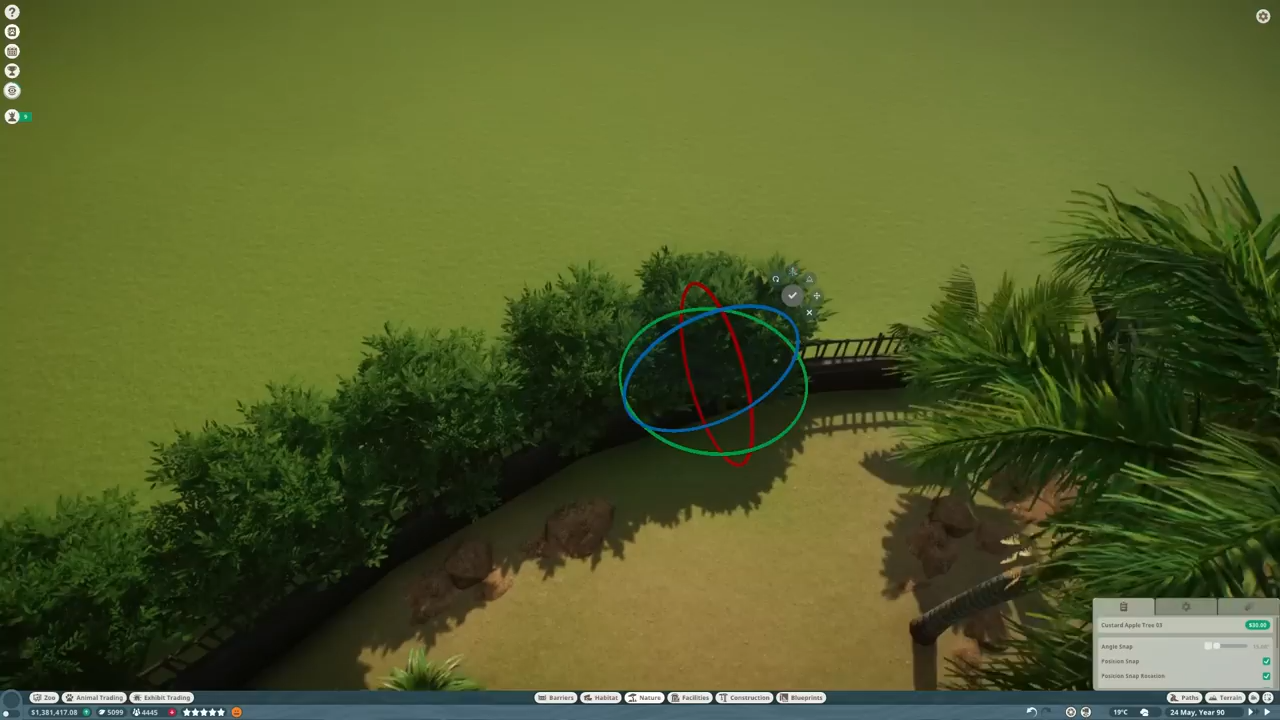 ?
9
Custard Apple Tree 03 $30.00
Angle Snap
Position Snap
Position Snap Rotation
Zoo Animal Trading Exhibit Trading Barriers Habitat Nature Facilities Construction Blueprints Paths Terrain
$1,381,417.08 5099 4445 19°C 24 May, Year 90